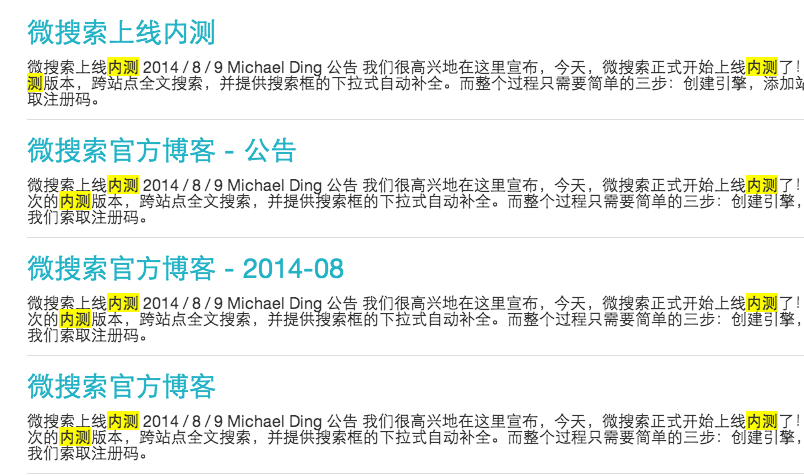 微搜索上线内测
微搜索上线内测 2014 / 8 / 9 Michael Ding 公告 我们很高兴地在这里宣布，今天，微搜索正式开始上线内测了！
测版本，跨站点全文搜索，并提供搜索框的下拉式自动补全。而整个过程只需要简单的三步：创建引擎，添加站
取注册码。
微搜索官方博客 - 公告
微搜索上线内测 2014 / 8 / 9 Michael Ding 公告 我们很高兴地在这里宣布，今天，微搜索正式开始上线内测了！
次的内测版本，跨站点全文搜索，并提供搜索框的下拉式自动补全。而整个过程只需要简单的三步：创建引擎，
我们索取注册码。
微搜索官方博客 - 2014-08
微搜索上线内测 2014 / 8 / 9 Michael Ding 公告 我们很高兴地在这里宣布，今天，微搜索正式开始上线内测了！
次的内测版本，跨站点全文搜索，并提供搜索框的下拉式自动补全。而整个过程只需要简单的三步：创建引擎，
我们索取注册码。
微搜索官方博客
微搜索上线内测 2014 / 8 / 9 Michael Ding 公告 我们很高兴地在这里宣布，今天，微搜索正式开始上线内测了！
次的内测版本，跨站点全文搜索，并提供搜索框的下拉式自动补全。而整个过程只需要简单的三步：创建引擎，
我们索取注册码。